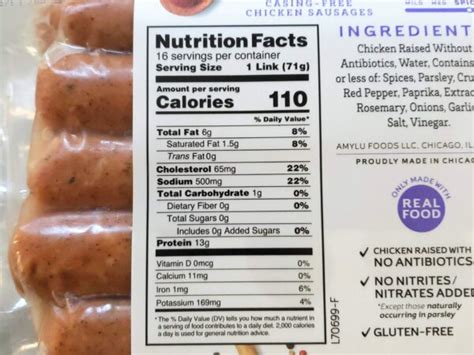 CASING-FREE
CHICKEN SAUSAGES
Nutrition Facts
16 servings per container
Serving Size 1 Link (71g)
Amount per serving
Calories 110
% Daily Value*
Total Fat 6g 8%
Saturated Fat 1.5g 8%
Trans Fat 0g
Cholesterol 65mg 22%
Sodium 500mg 22%
Total Carbohydrate 1g 0%
Dietary Fiber 0g 0%
Total Sugars 0g
Includes 0g Added Sugars 0%
Protein 13g
Vitamin D 0mcg 0%
Calcium 11mg 0%
Iron 1mg 6%
Potassium 169mg 4%
* The % Daily Value (DV) tells you how much a nutrient in
a serving of food contributes to a daily diet. 2,000 calories
a day is used for general nutrition advice.
L70699-F
INGREDIENT
Chicken Raised Without
Antibiotics, Water, Contains
or less of: Spices, Parsley, Cru
Red Pepper, Paprika, Extrac
Rosemary, Onions, Garlic
Salt, Vinegar.
AMYLU FOODS LLC, CHICAGO, IL
PROUDLY MADE IN CHICAG
ONLY MADE WITH
REAL
FOOD
✓ CHICKEN RAISED WITH
NO ANTIBIOTICS
✓ NO NITRITES/
NITRATES ADDED
*Except those naturally
occurring in parsley
✓ GLUTEN-FREE